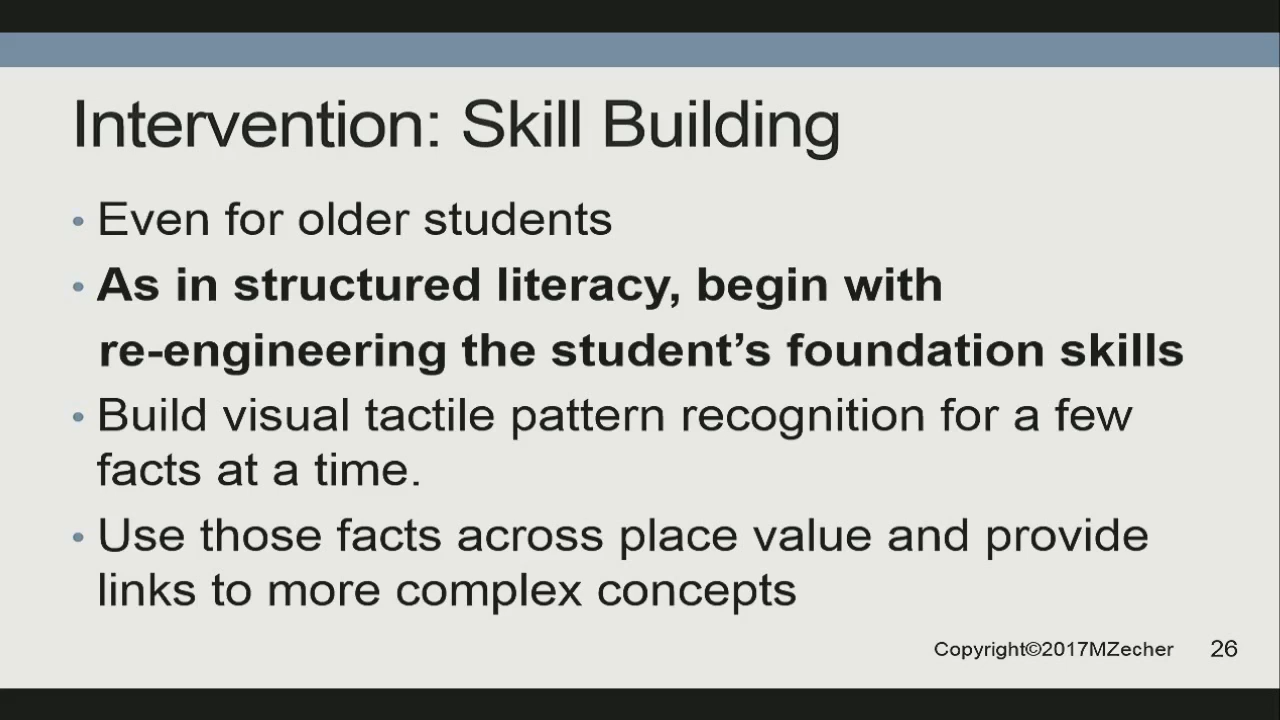 Intervention: Skill Building
• Even for older students
• As in structured literacy, begin with
re-engineering the student’s foundation skills
• Build visual tactile pattern recognition for a few
facts at a time.
• Use those facts across place value and provide
links to more complex concepts
Copyright©2017MZecher 26